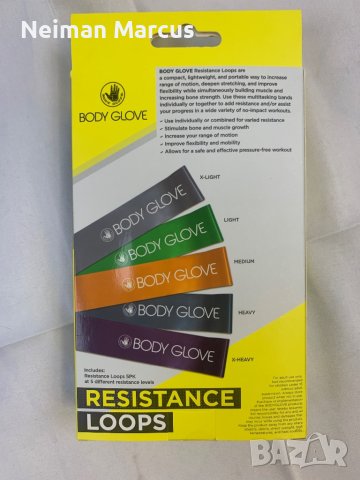 Neiman Marcus
BODY GLOVE
BODY GLOVE Resistance Loops are
a compact, lightweight, and portable way to increase
range of motion, deepen stretching, and improve
flexibility while simultaneously building muscle and
increasing bone strength. Use these multitasking bands
individually or together to add resistance and/or assist
your progress in a wide variety of no-impact workouts.
✓ Use individually or combined for varied resistance
✓ Stimulate bone and muscle growth
✓ Increase your range of motion
✓ Improve flexibility and mobility
✓ Allows for a safe and effective pressure-free workout
X-LIGHT
BODY GLOVE
LIGHT
BODY GLOVE
MEDIUM
BODY GLOVE
HEAVY
BODY GLOVE
X-HEAVY
BODY GLOVE
Includes:
Resistance Loops 5PK
at 5 different resistance levels
RESISTANCE
LOOPS
For adult use only.
BAZAR